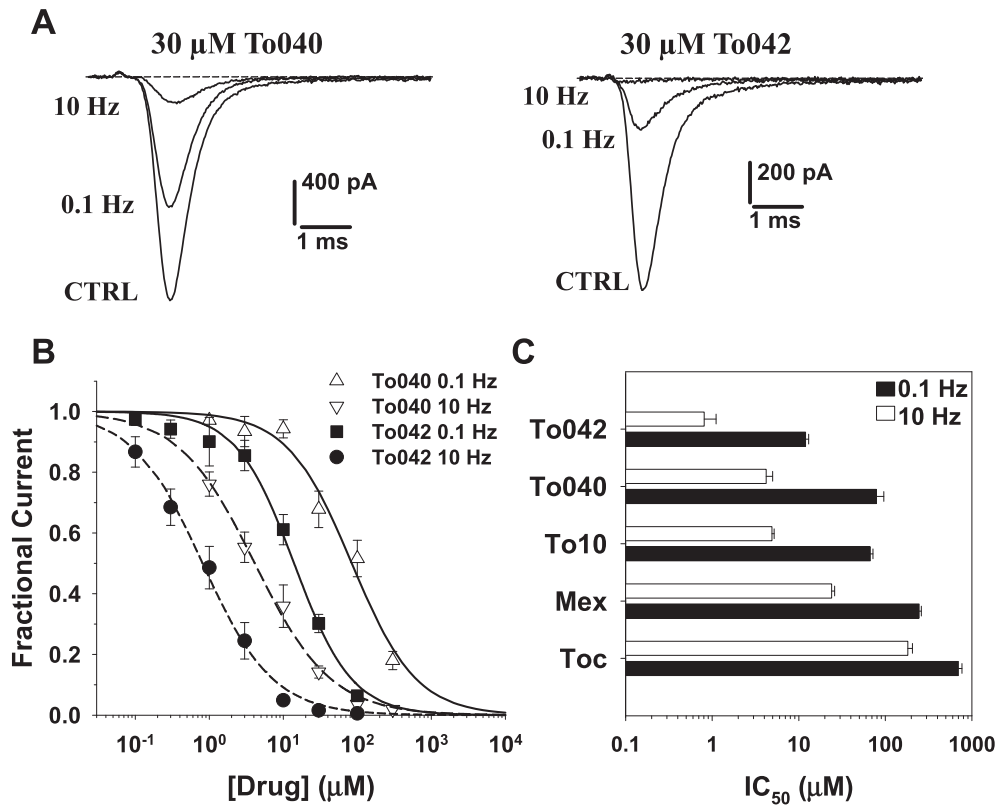 A
30 μM To040
10 Hz
0.1 Hz
CTRL
400 pA
1 ms
30 μM To042
10 Hz
0.1 Hz
CTRL
200 pA
1 ms
B
To040 0.1 Hz
To040 10 Hz
To042 0.1 Hz
To042 10 Hz
Fractional Current
1.0
0.8
0.6
0.4
0.2
0.0
10⁻¹ 10⁰ 10¹ 10² 10³ 10⁴
[Drug] (μM)
C
0.1 Hz
10 Hz
To042
To040
To10
Mex
Toc
0.1 1 10 100 1000
IC₅₀ (μM)